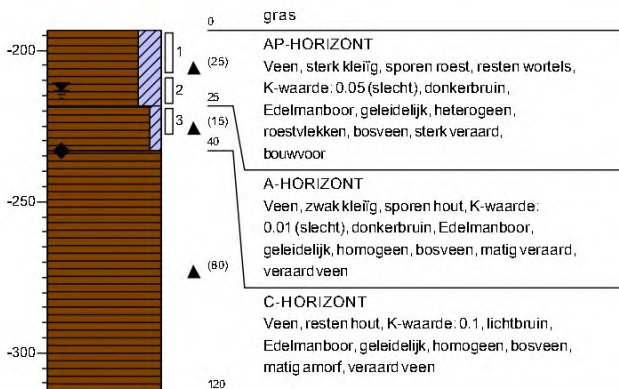 0
gras
-200
1
(25)
2
25
3
(15)
40
-250
(80)
-300
120
AP-HORIZONT
Veen, sterk kleiïg, sporen roest, resten wortels,
K-waarde: 0.05 (slecht), donkerbruin,
Edelmanboor, geleidelijk, heterogeen,
roestvlekken, bosveen, sterk veraard,
bouwvoor
A-HORIZONT
Veen, zwak kleiïg, sporen hout, K-waarde:
0.01 (slecht), donkerbruin, Edelmanboor,
geleidelijk, homogeen, bosveen, matig veraard,
veraard veen
C-HORIZONT
Veen, resten hout, K-waarde: 0.1, lichtbruin,
Edelmanboor, geleidelijk, homogeen, bosveen,
matig amorf, veraard veen